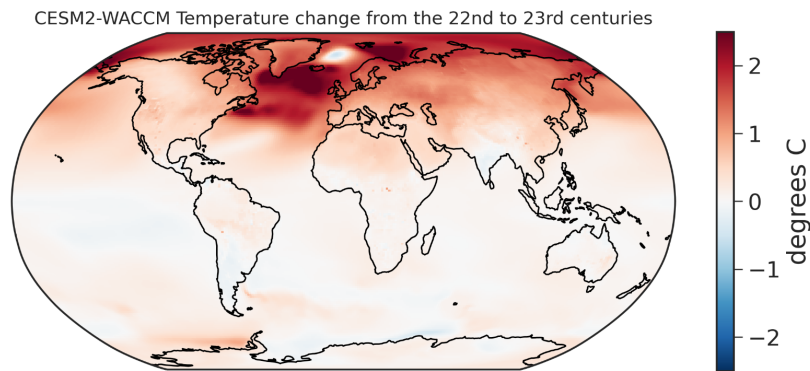 CESM2-WACCM Temperature change from the 22nd to 23rd centuries
2
1
0
−1
−2
degrees C